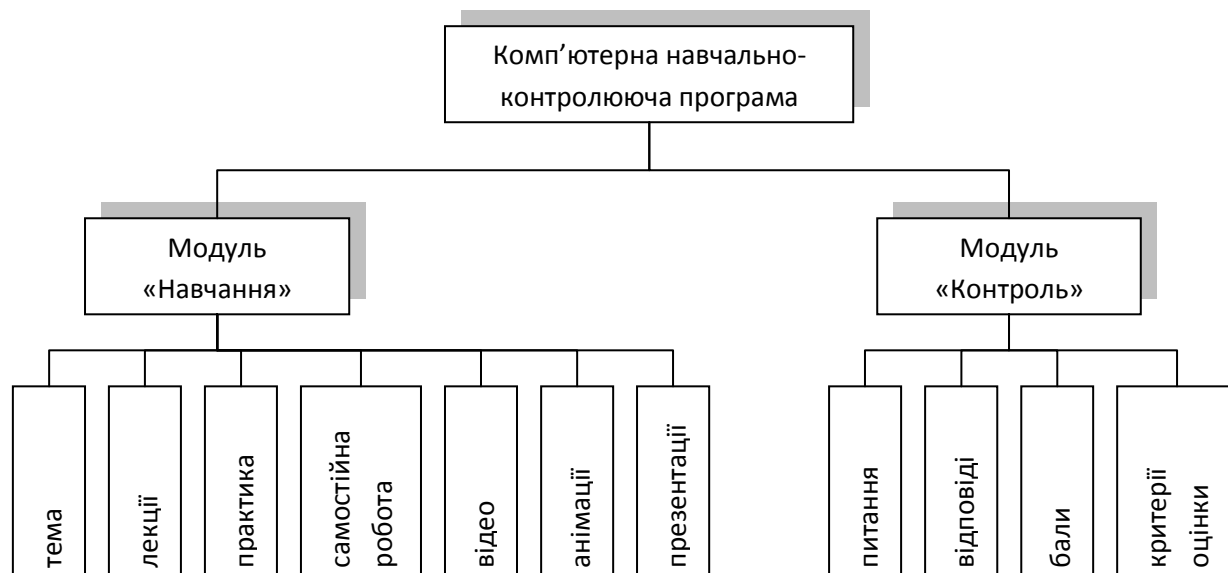 Комп’ютерна навчально-
контролююча програма
Модуль
«Навчання»
Модуль
«Контроль»
тема
лекції
практика
самостійна
робота
відео
анімації
презентації
питання
відповіді
бали
критерії
оцінки